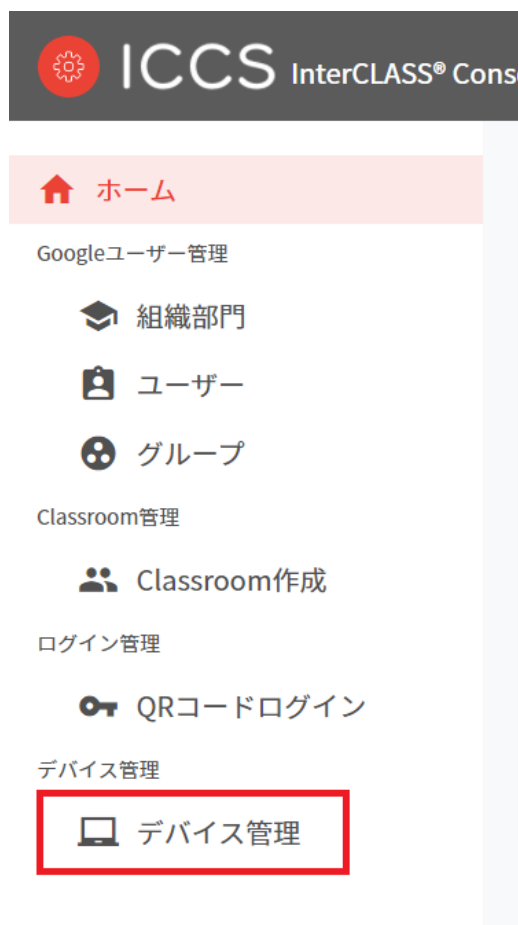 ICCS InterCLASS® Cons
ホーム
Googleユーザー管理
組織部門
ユーザー
グループ
Classroom管理
Classroom作成
ログイン管理
QRコードログイン
デバイス管理
デバイス管理